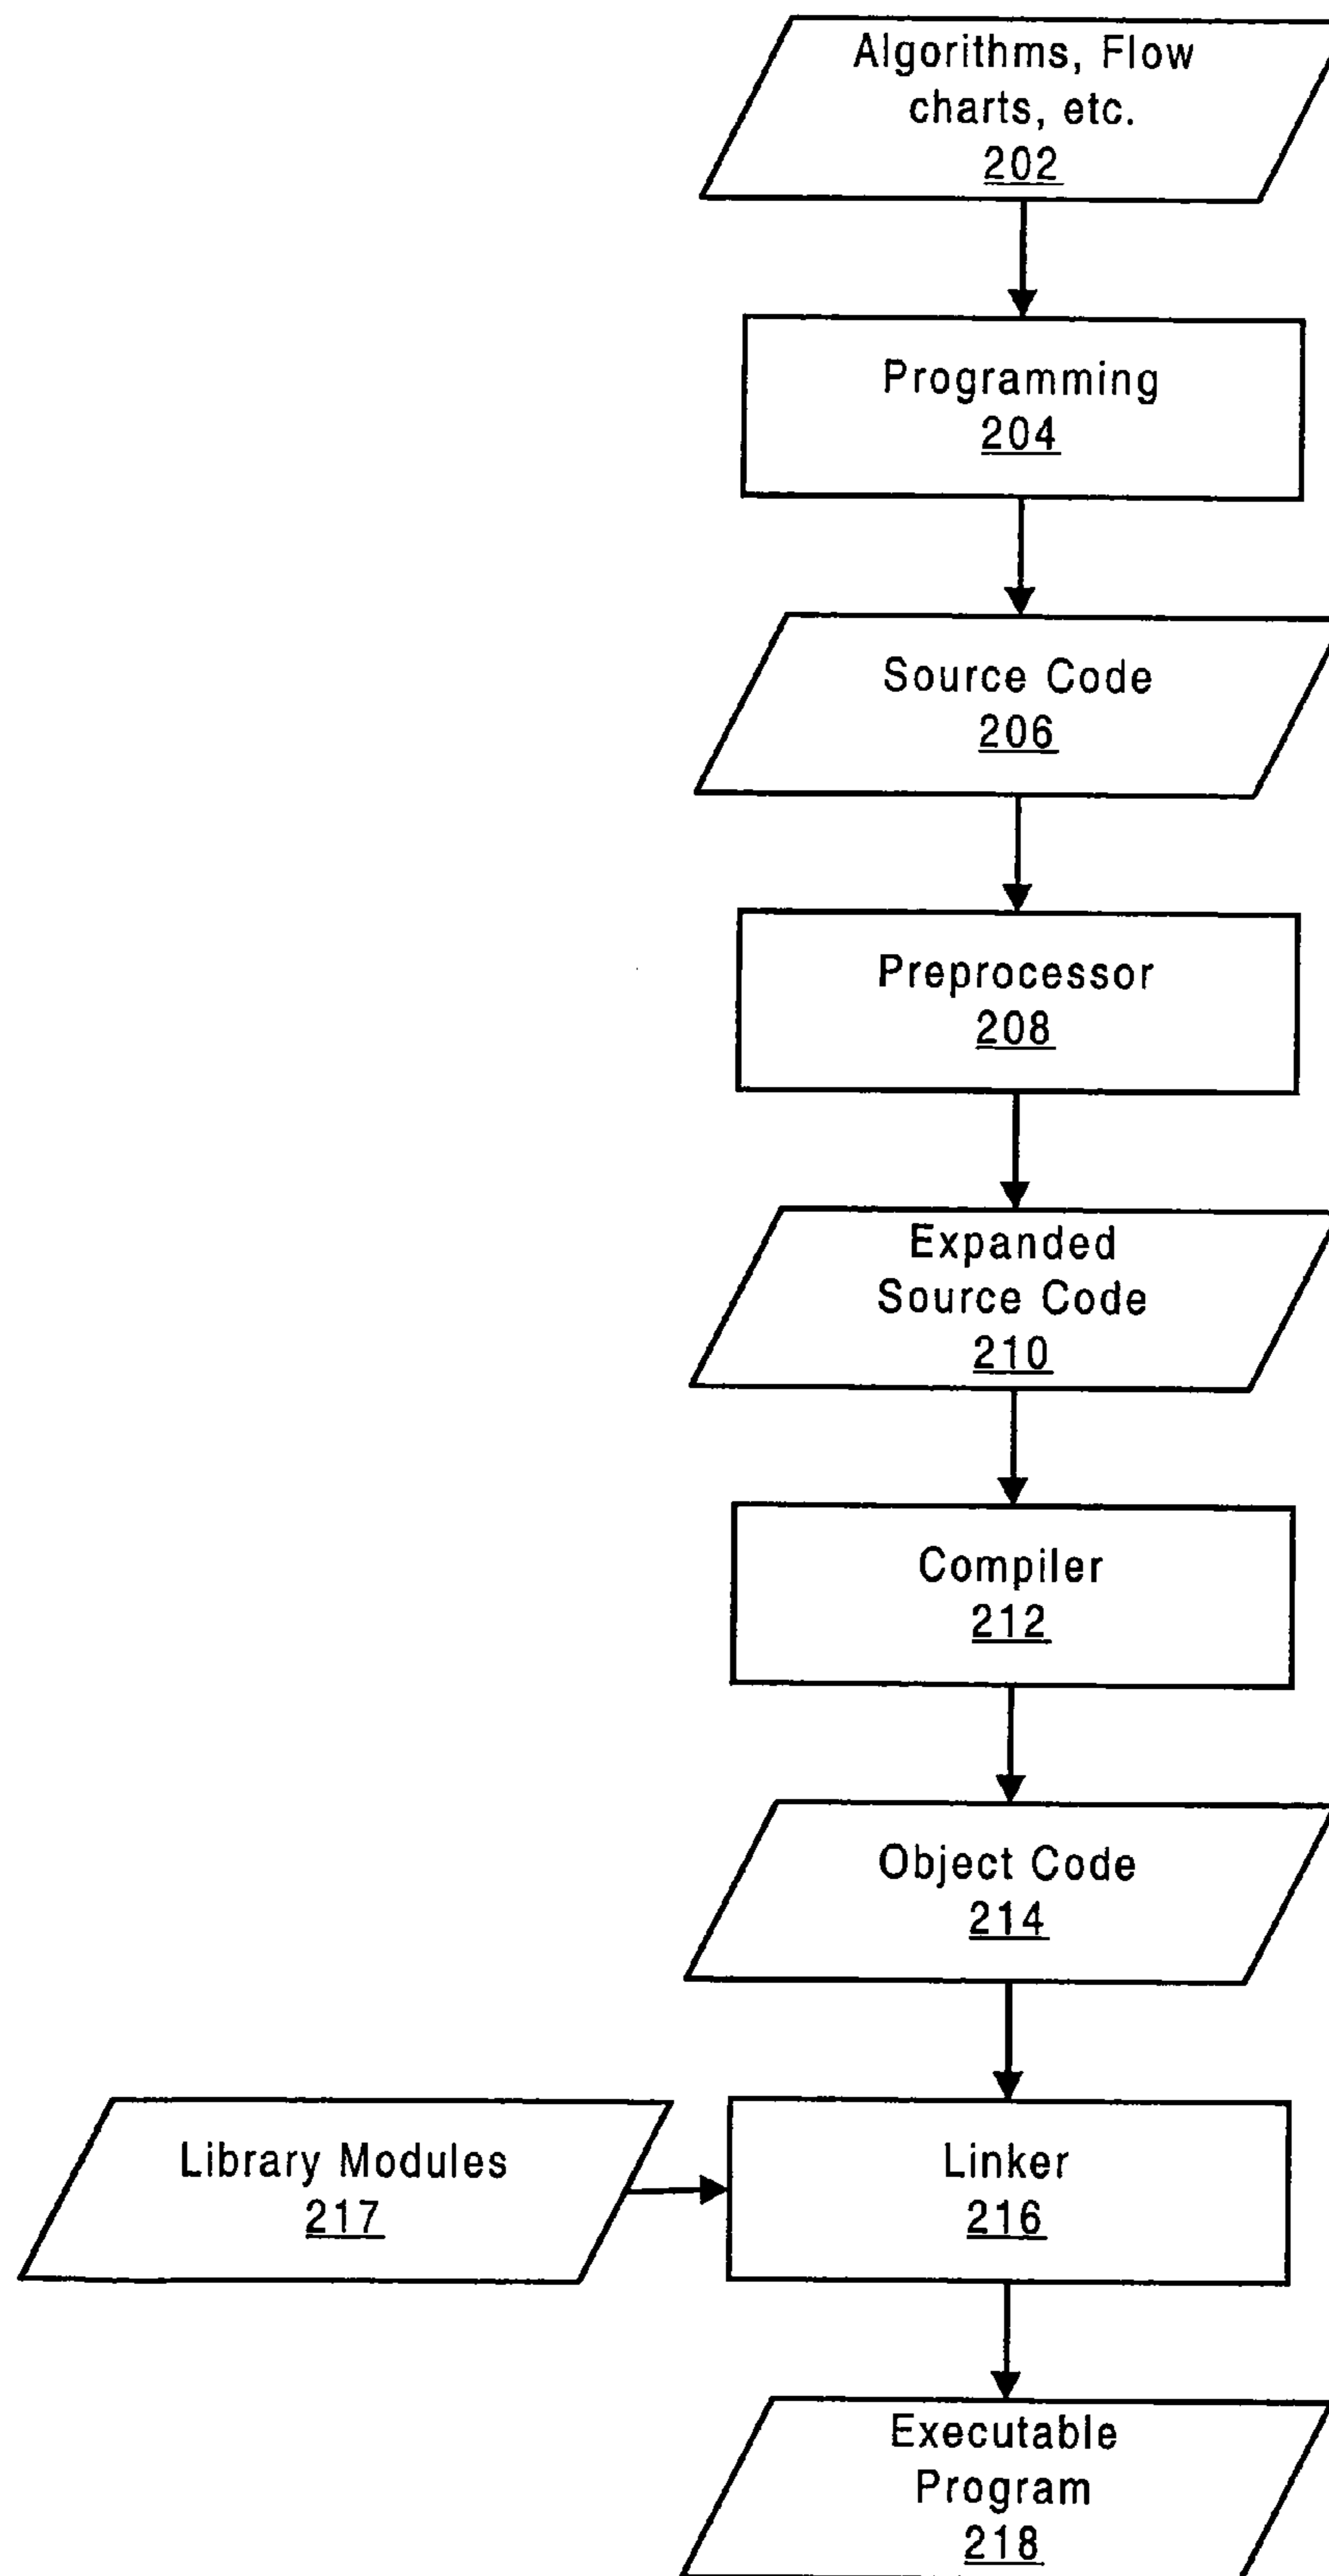 Algorithms, Flow
charts, etc.
202
Programming
204
Source Code
206
Preprocessor
208
Expanded
Source Code
210
Compiler
212
Object Code
214
Library Modules
217
Linker
216
Executable
Program
218